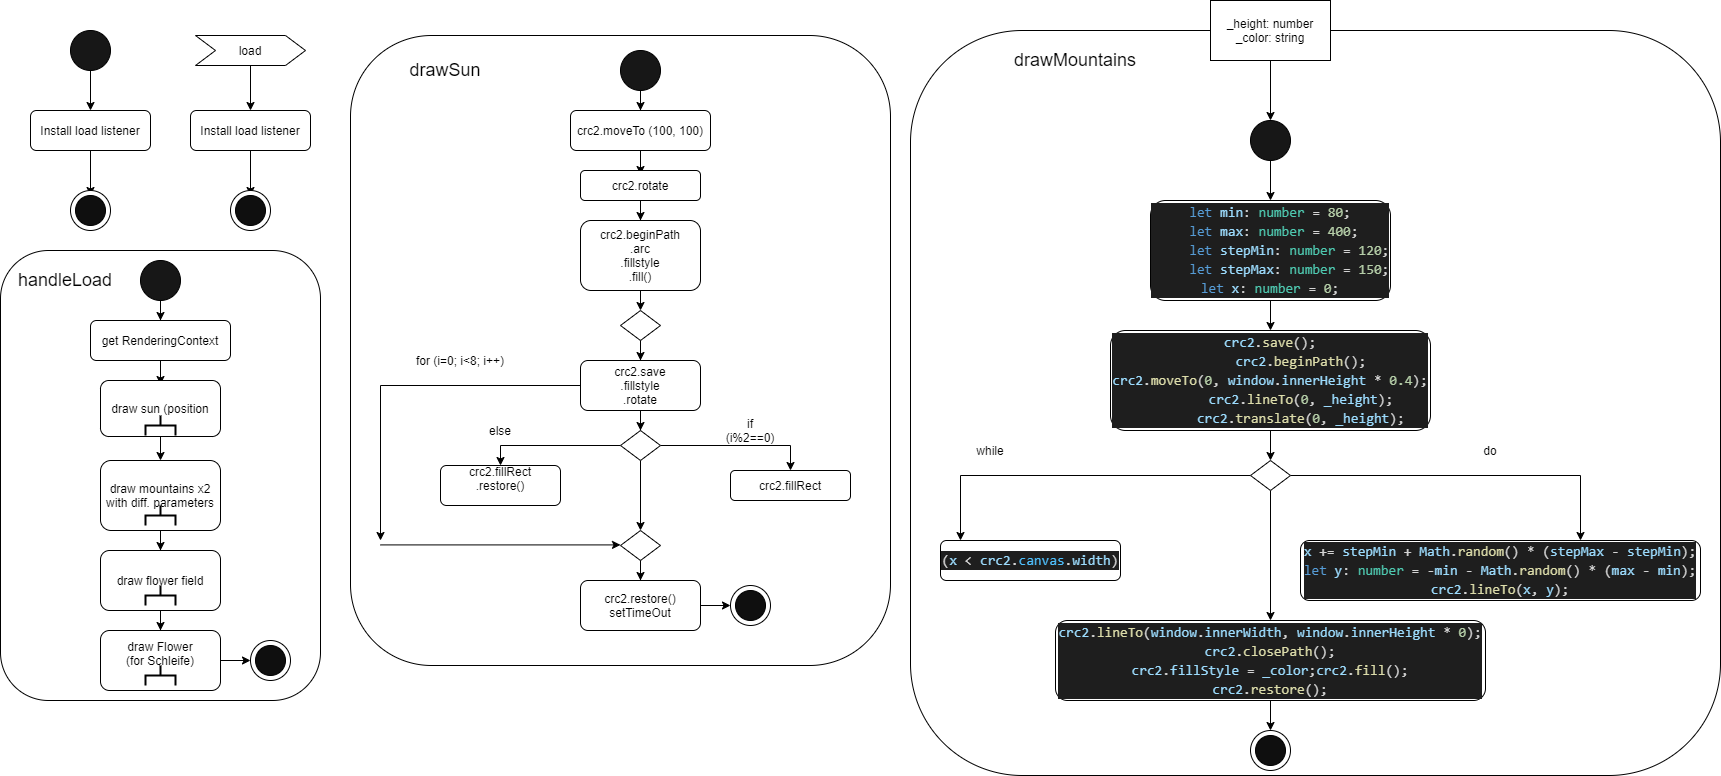 load
Install load listener
Install load listener
handleLoad
get RenderingContext
draw sun (position
draw mountains x2
with diff. parameters
draw flower field
draw Flower
(for Schleife)
drawSun
crc2.moveTo (100, 100)
crc2.rotate
crc2.beginPath
.arc
.fillstyle
.fill()
for (i=0; i<8; i++)
crc2.save
.fillstyle
.rotate
else
if
(i%2==0)
crc2.fillRect
.restore()
crc2.fillRect
crc2.restore()
setTimeOut
_height: number
_color: string
drawMountains
let min: number = 80;
let max: number = 400;
let stepMin: number = 120;
let stepMax: number = 150;
let x: number = 0;
crc2.save();
crc2.beginPath();
crc2.moveTo(0, window.innerHeight * 0.4);
crc2.lineTo(0, _height);
crc2.translate(0, _height);
while
do
(x < crc2.canvas.width)
x += stepMin + Math.random() * (stepMax - stepMin);
let y: number = -min - Math.random() * (max - min);
crc2.lineTo(x, y);
crc2.lineTo(window.innerWidth, window.innerHeight * 0);
crc2.closePath();
crc2.fillStyle = _color;crc2.fill();
crc2.restore();